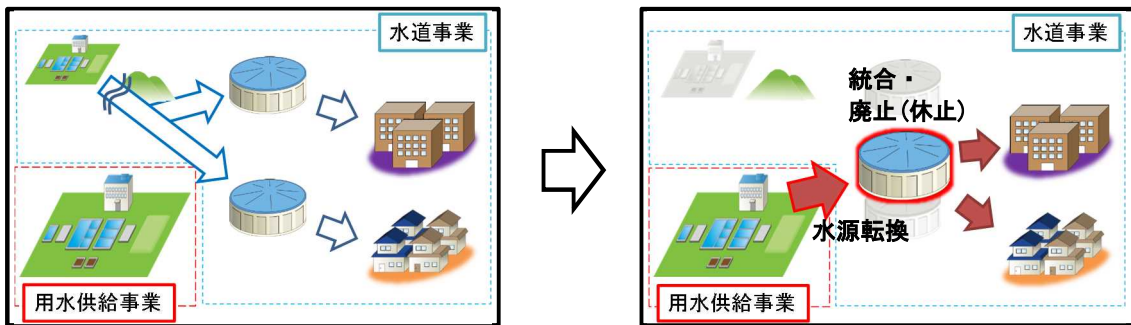 水道事業
用水供給事業
水道事業
統合・
廃止(休止)
水源転換
用水供給事業